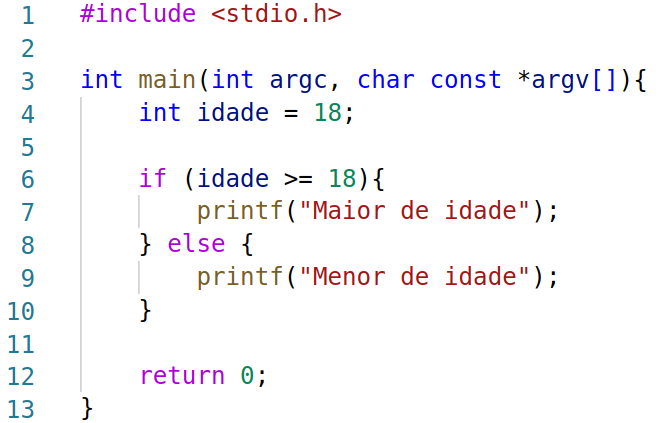 1 #include <stdio.h>
2
3 int main(int argc, char const *argv[]){
4     int idade = 18;
5
6     if (idade >= 18){
7         printf("Maior de idade");
8     } else {
9         printf("Menor de idade");
10     }
11
12     return 0;
13 }